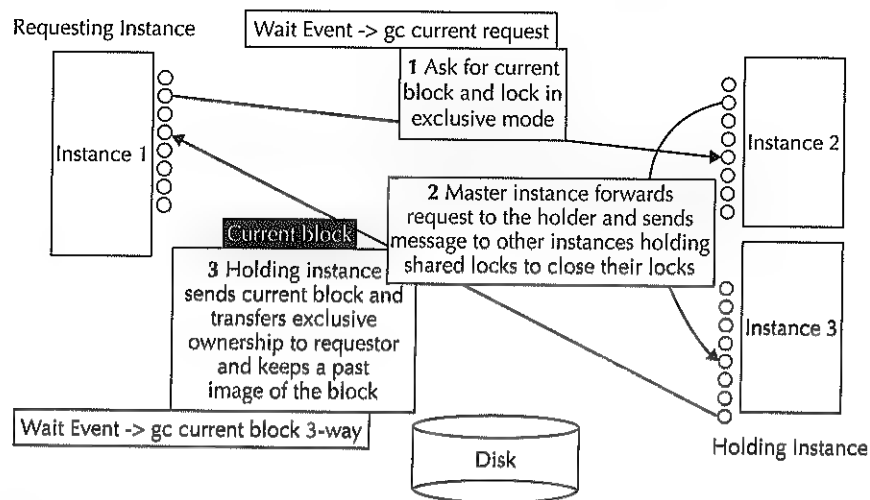 Requesting Instance
Wait Event -> gc current request
1 Ask for current
block and lock in
exclusive mode
Instance 1
Instance 2
2 Master instance forwards
request to the holder and sends
message to other instances holding
shared locks to close their locks
Current block
3 Holding instance
sends current block and
transfers exclusive
ownership to requestor
and keeps a past
image of the block
Instance 3
Wait Event -> gc current block 3-way
Disk
Holding Instance